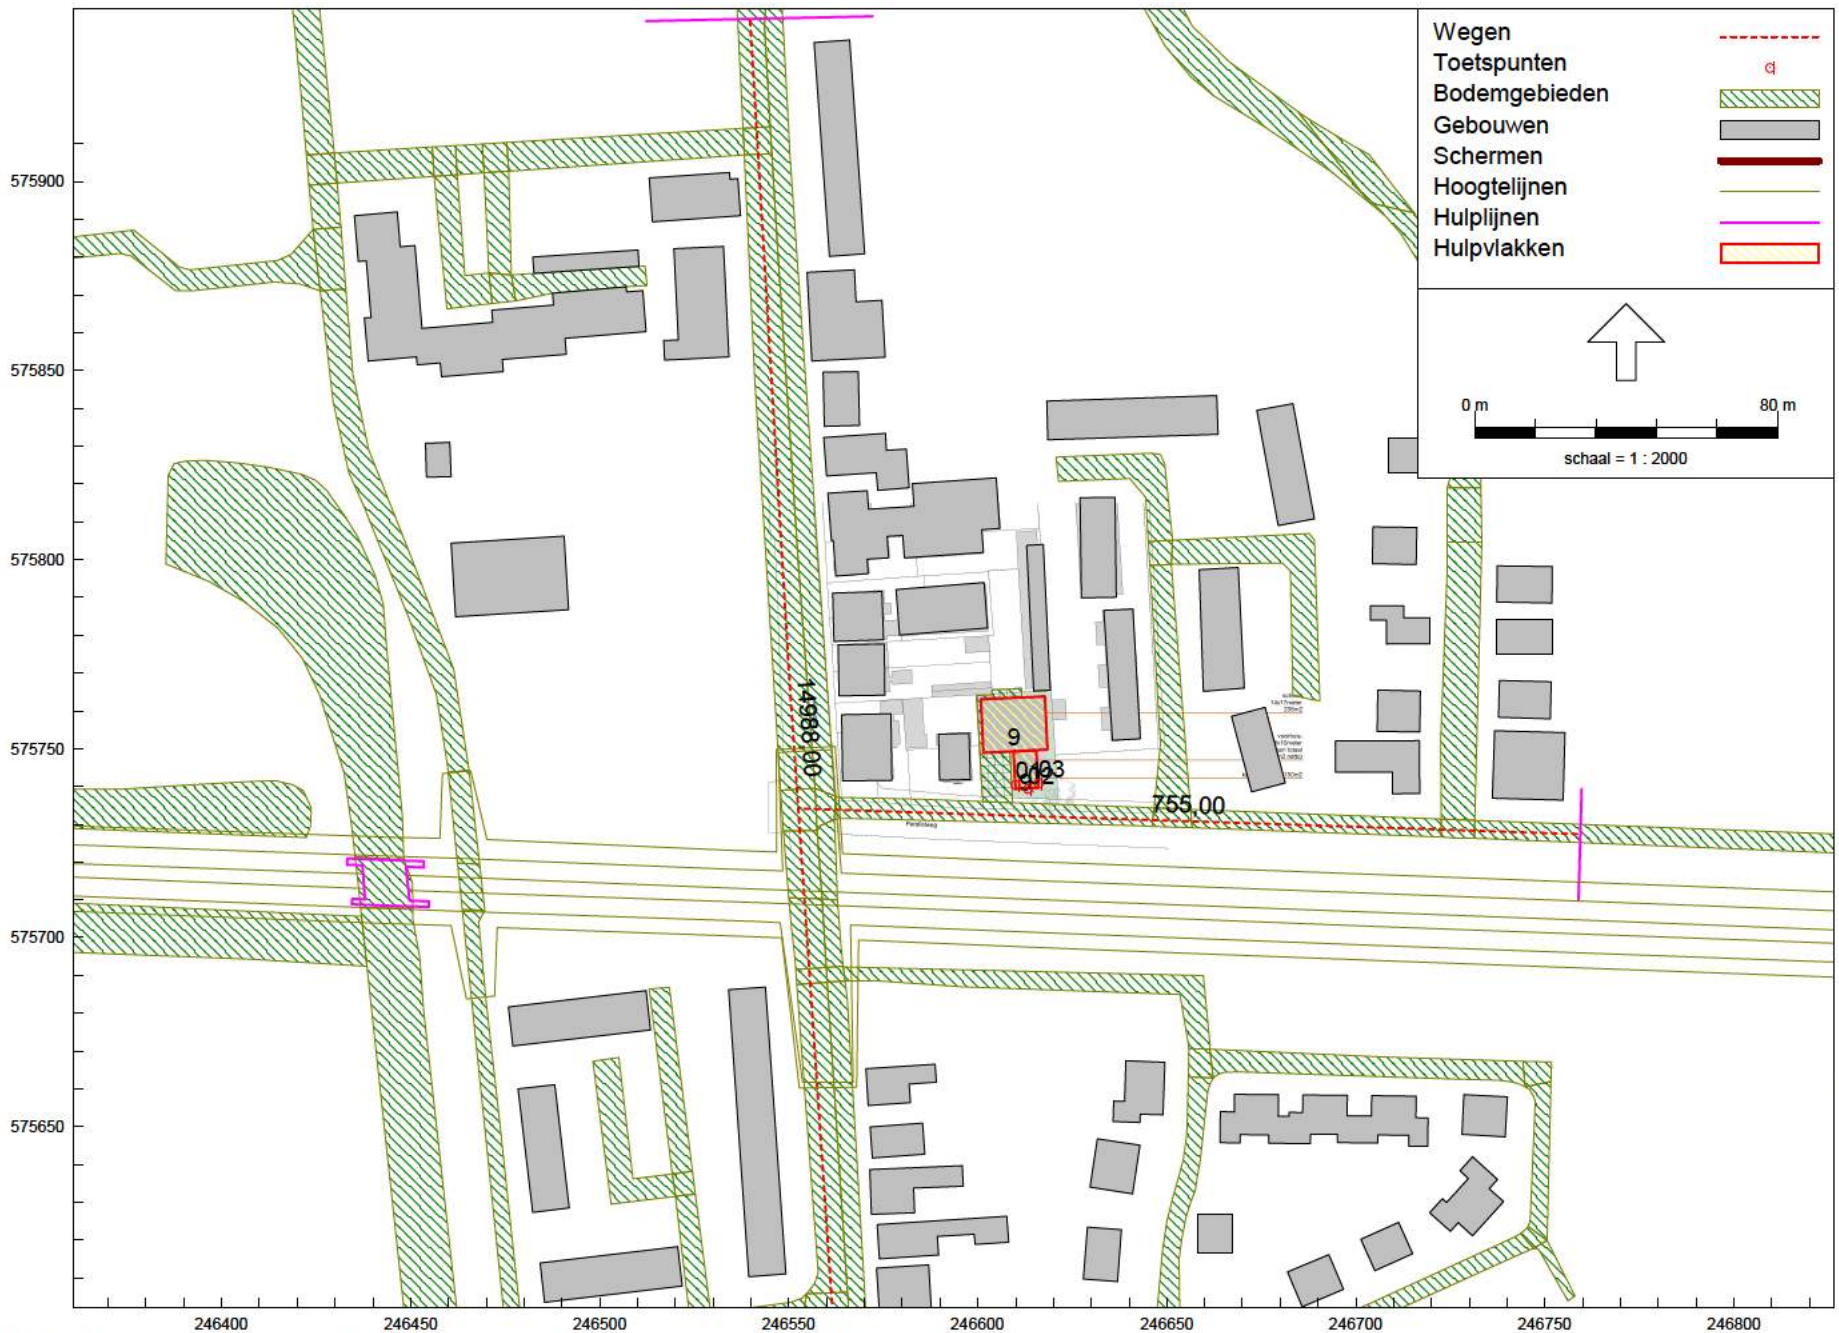 Wegen
Toetspunten
Bodemgebieden
Gebouwen
Schermen
Hoogtelijnen
Hulplijnen
Hulpvlakken
0 m 80 m
schaal = 1 : 2000
575900
575850
575800
575750
575700
575650
14988,00
9
755,00
246400 246450 246500 246550 246600 246650 246700 246750 246800